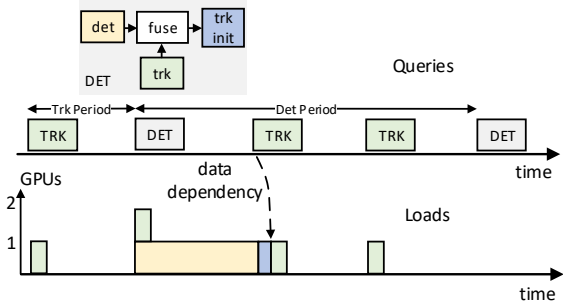 det
fuse
trk
init
trk
DET
Queries
Trk Period
Det Period
TRK
DET
TRK
TRK
DET
time
data
dependency
GPUs
2
1
Loads
time